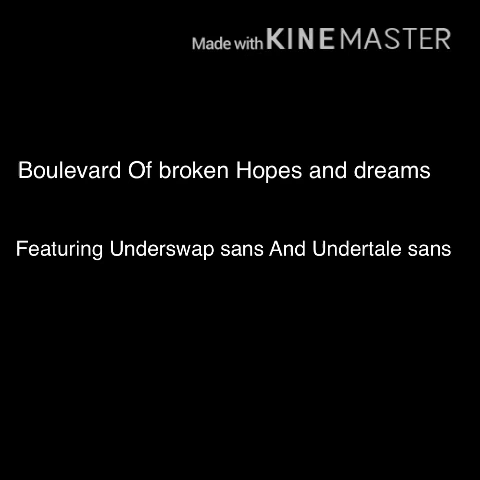 Made with KINEMASTER
Boulevard Of broken Hopes and dreams
Featuring Underswap sans And Undertale sans